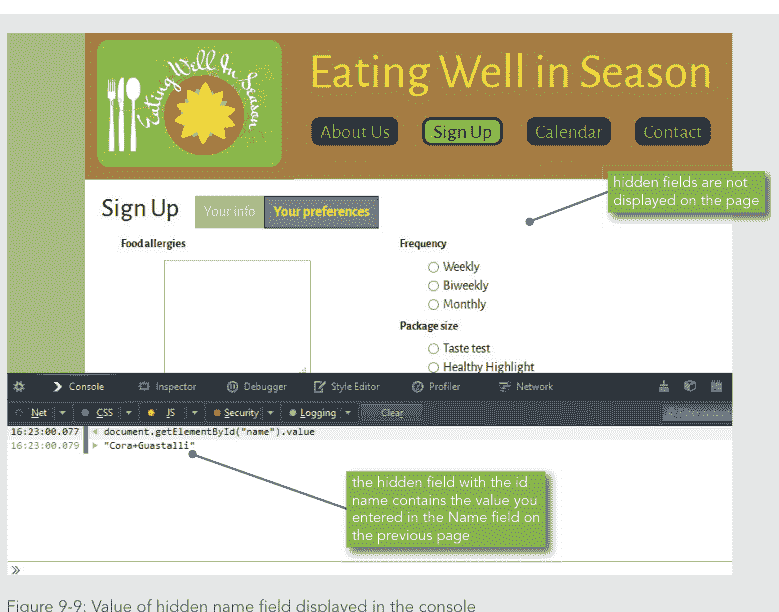 Eating Well In Season
Eating Well in Season
About Us
Sign Up
Calendar
Contact
hidden fields are not
displayed on the page
Sign Up
Your info
Your preferences
Food allergies
Frequency
Weekly
Biweekly
Monthly
Package size
Taste test
Healthy Highlight
Console
Inspector
Debugger
Style Editor
Profiler
Network
Net
CSS
JS
Security
Logging
Clear
16:23:00.077 document.getElementById("name").value
16:23:00.079 "Cora+Guastalli"
the hidden field with the id
name contains the value you
entered in the Name field on
the previous page
Figure 9-9: Value of hidden name field displayed in the console